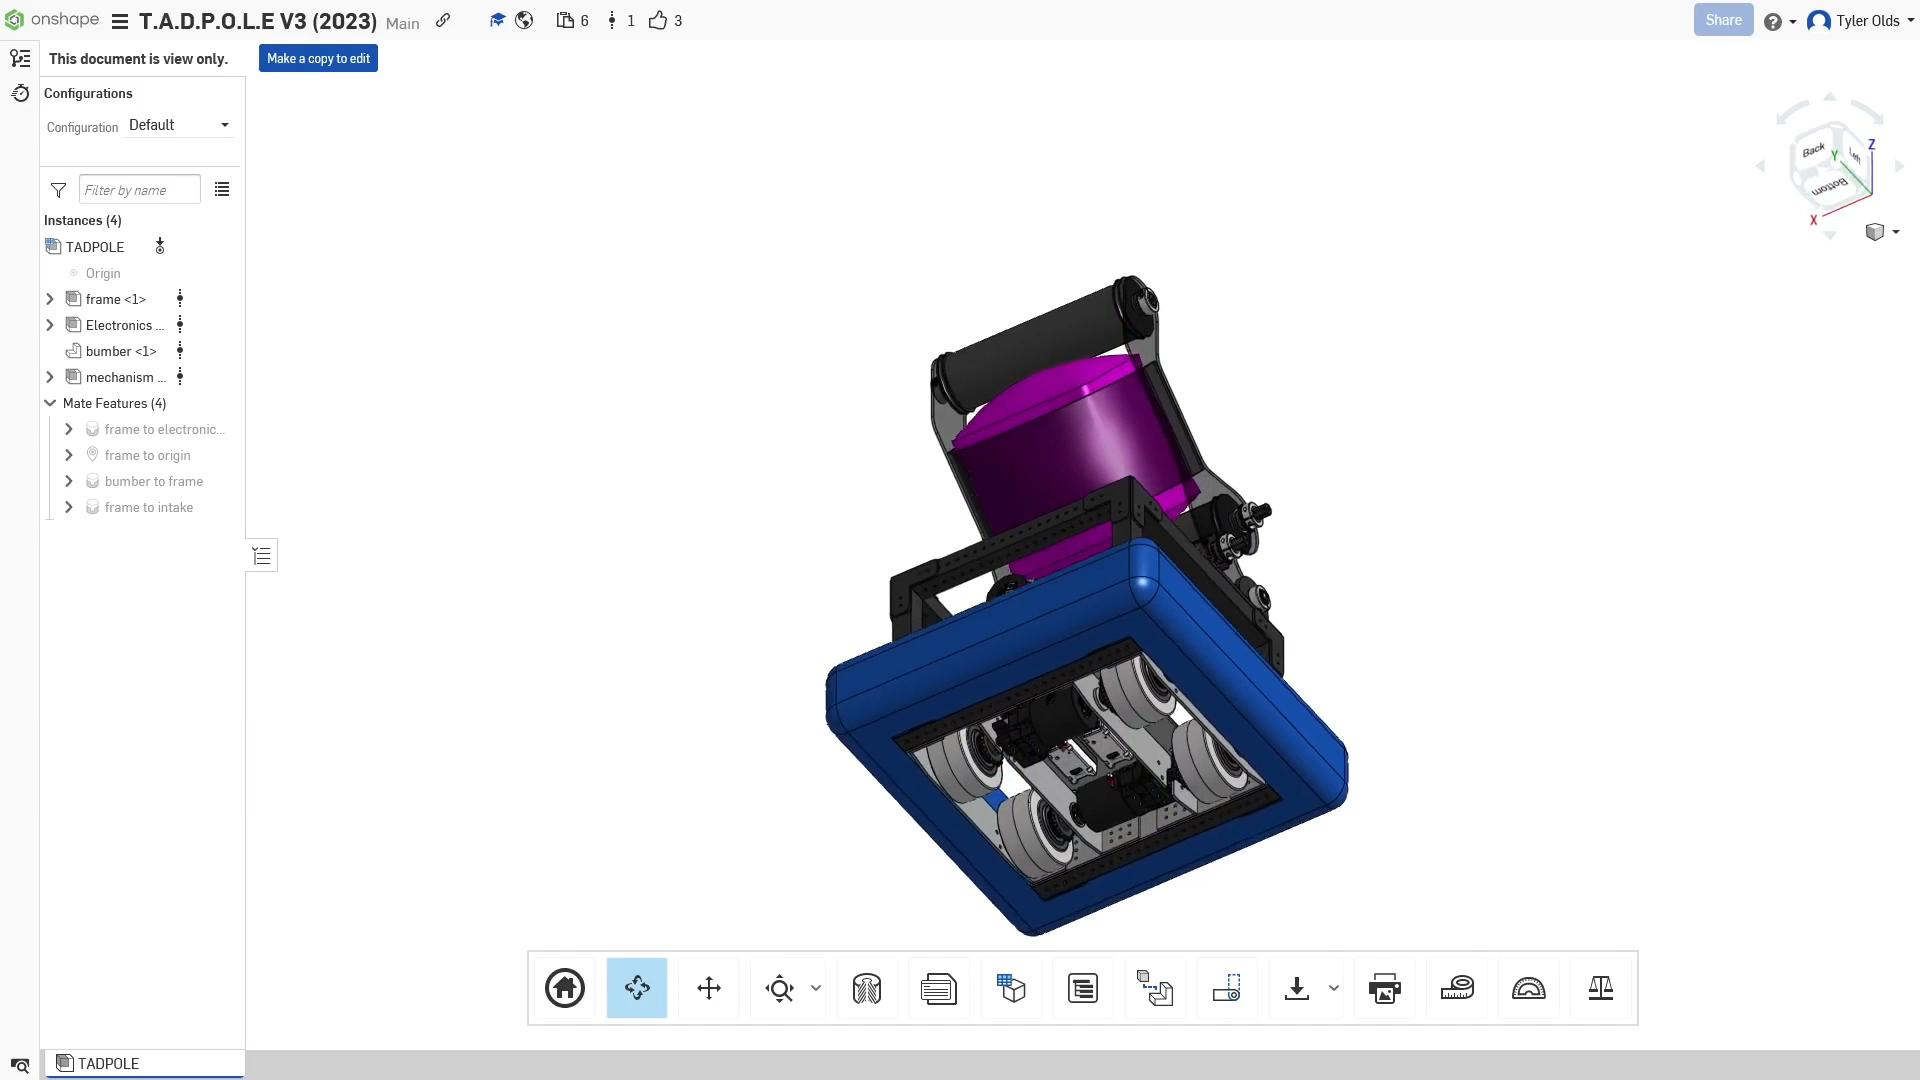 onshape T.A.D.P.O.L.E V3 (2023) Main 6 1 3 Share Tyler Olds
This document is view only. Make a copy to edit
Configurations
Configuration Default
Filter by name
Instances (4)
TADPOLE
Origin
frame <1>
Electronics ...
bumber <1>
mechanism ...
Mate Features (4)
frame to electronic...
frame to origin
bumber to frame
frame to intake
Z
Back
Y
Left
Bottom
X
TADPOLE